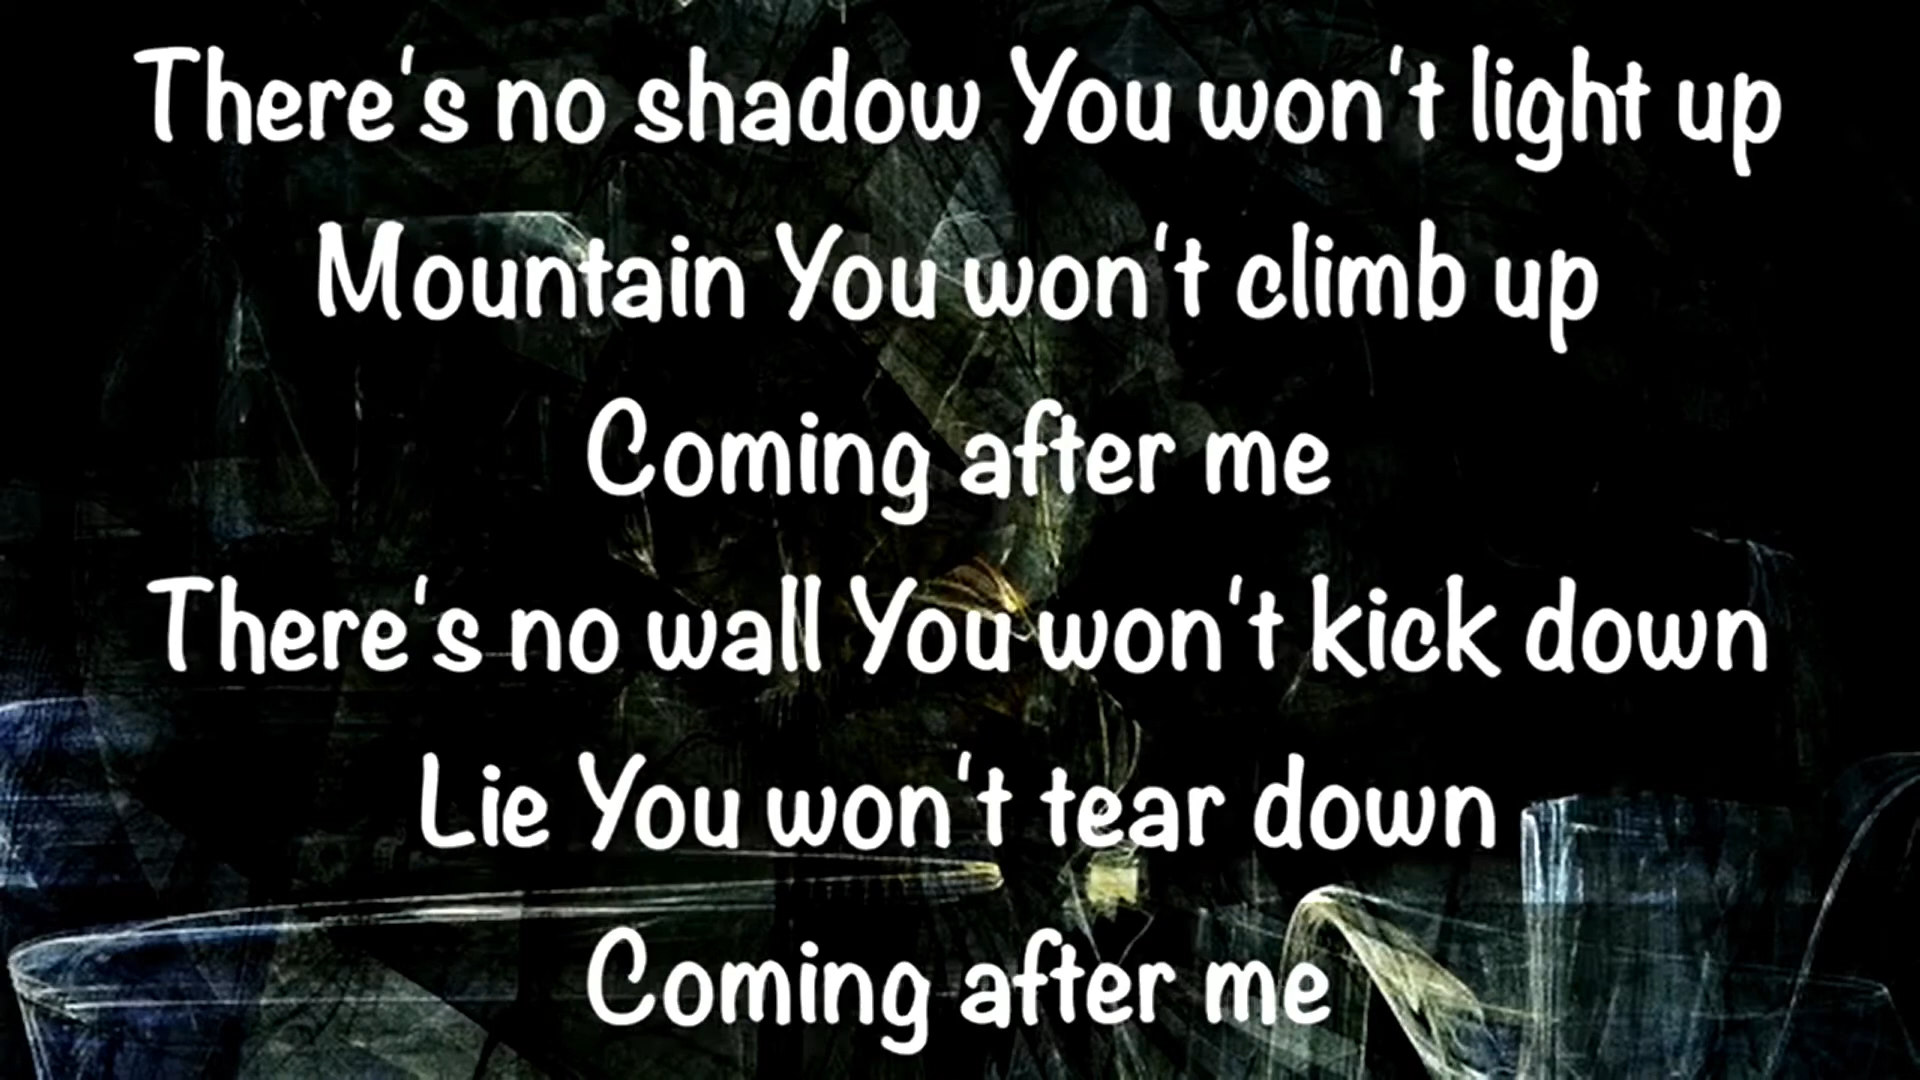 There's no shadow You won't light up
Mountain You won't climb up
Coming after me
There's no wall You won't kick down
Lie You won't tear down
Coming after me